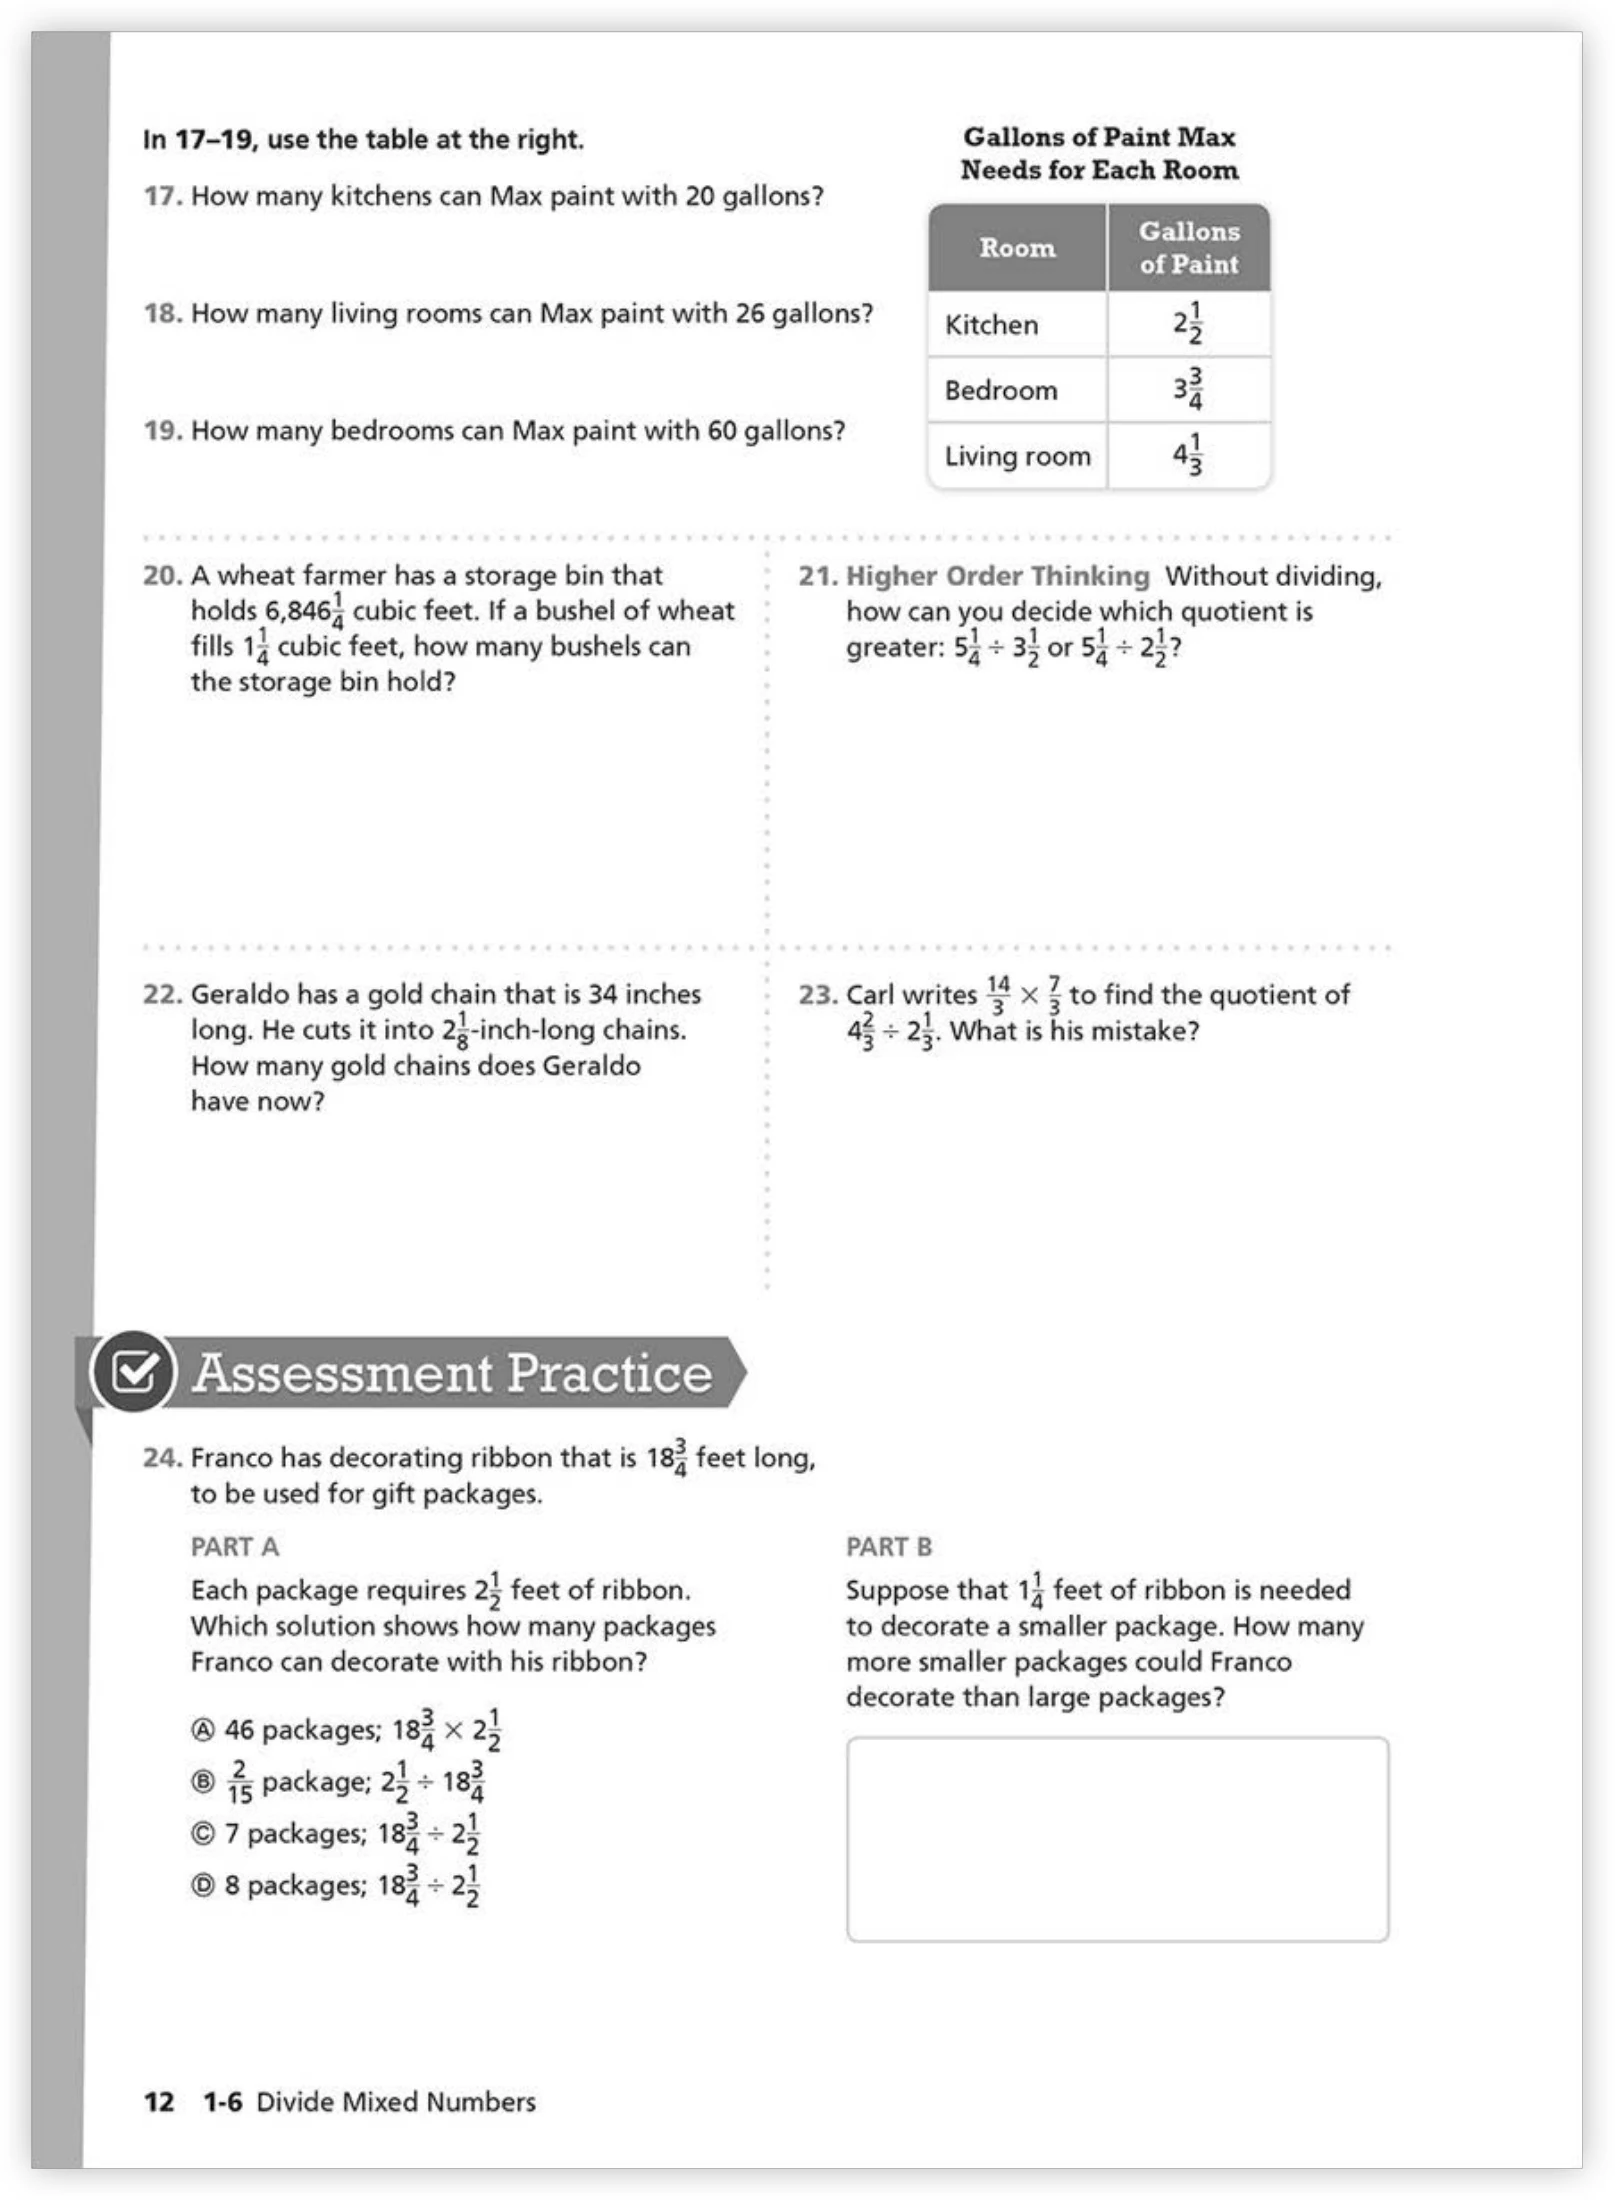 In 17–19, use the table at the right.
17. How many kitchens can Max paint with 20 gallons?
18. How many living rooms can Max paint with 26 gallons?
19. How many bedrooms can Max paint with 60 gallons?
Gallons of Paint Max
Needs for Each Room
Room
Gallons
of Paint
Kitchen 2 1/2
Bedroom 3 3/4
Living room 4 1/3
20. A wheat farmer has a storage bin that
holds 6,846 1/4 cubic feet. If a bushel of wheat
fills 1 1/4 cubic feet, how many bushels can
the storage bin hold?
21. Higher Order Thinking Without dividing,
how can you decide which quotient is
greater: 5 1/4 ÷ 3 1/2 or 5 1/4 ÷ 2 1/2?
22. Geraldo has a gold chain that is 34 inches
long. He cuts it into 2 1/8-inch-long chains.
How many gold chains does Geraldo
have now?
23. Carl writes 14/3 × 7/3 to find the quotient of
4 2/3 ÷ 2 1/3. What is his mistake?
Assessment Practice
24. Franco has decorating ribbon that is 18 3/4 feet long,
to be used for gift packages.
PART A
Each package requires 2 1/2 feet of ribbon.
Which solution shows how many packages
Franco can decorate with his ribbon?
Ⓐ 46 packages; 18 3/4 × 2 1/2
Ⓑ 2/15 package; 2 1/2 ÷ 18 3/4
Ⓒ 7 packages; 18 3/4 ÷ 2 1/2
Ⓓ 8 packages; 18 3/4 ÷ 2 1/2
PART B
Suppose that 1 1/4 feet of ribbon is needed
to decorate a smaller package. How many
more smaller packages could Franco
decorate than large packages?
12 1-6 Divide Mixed Numbers